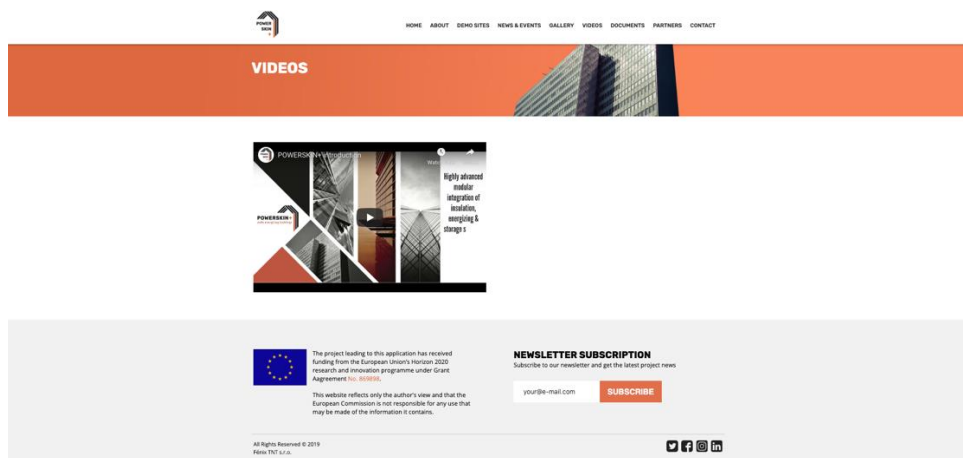 POWER
SKIN
+
HOME ABOUT DEMO SITES NEWS & EVENTS GALLERY VIDEOS DOCUMENTS PARTNERS CONTACT
VIDEOS
POWERSKIN+ introduction
Highly advanced
modular
integration of
insulation,
energizing &
storage s
POWERSKIN+
The project leading to this application has received
funding from the European Union's Horizon 2020
research and innovation programme under Grant
Aagreement No. 869898.
This website reflects only the author's view and that the
European Commission is not responsible for any use that
may be made of the information it contains.
NEWSLETTER SUBSCRIPTION
Subscribe to our newsletter and get the latest project news
your@e-mail.com SUBSCRIBE
All Rights Reserved © 2019
Fénix TNT s.r.o.